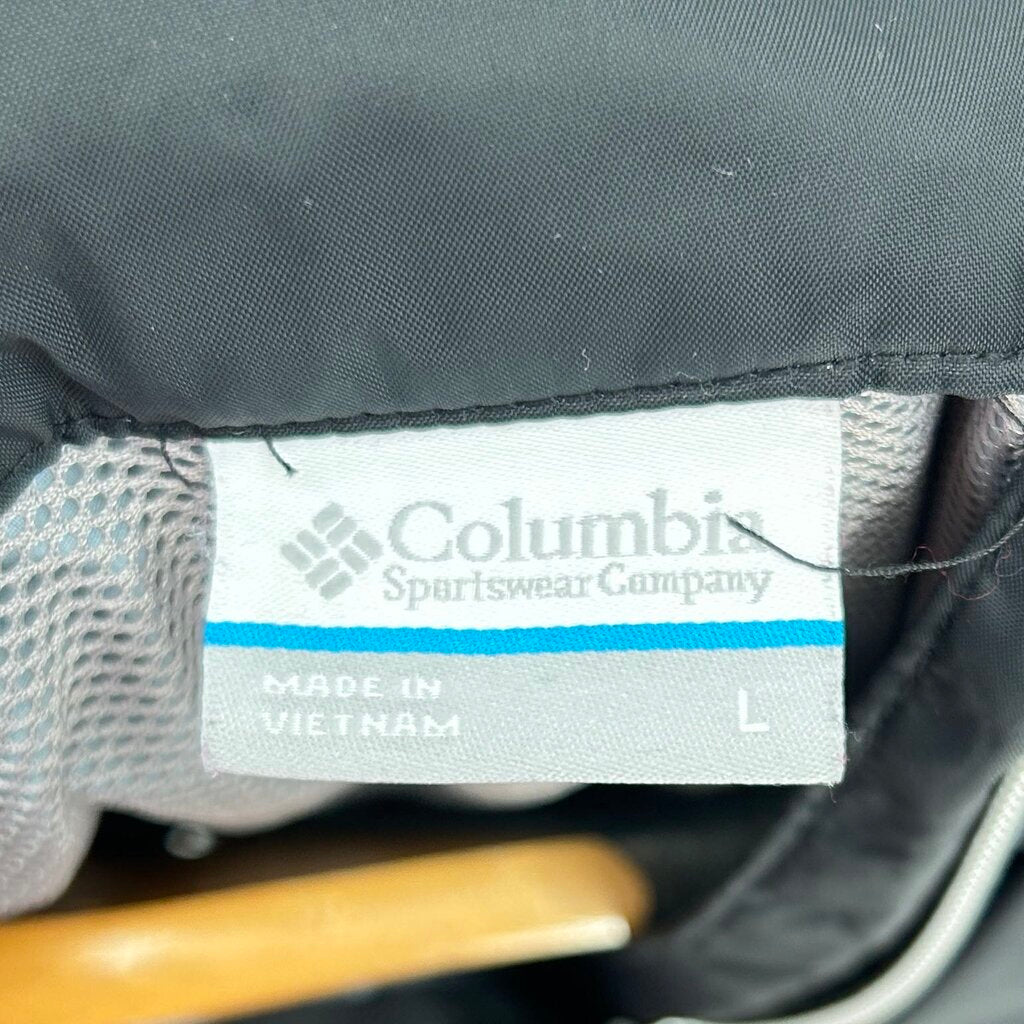 Columbia
Sportswear Company
MADE IN
VIETNAM
L